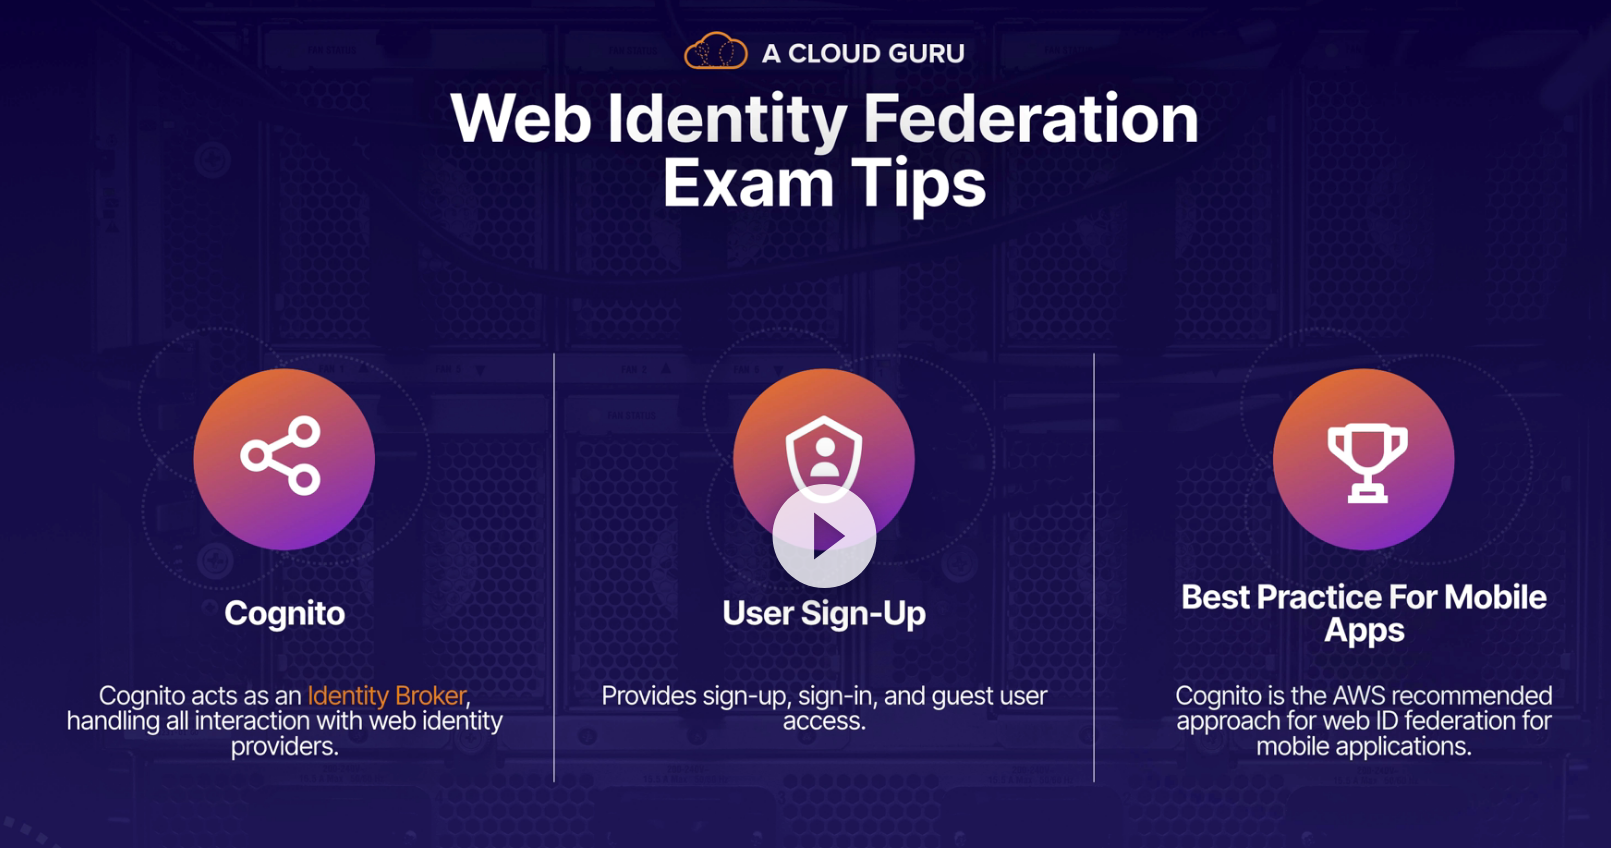 A CLOUD GURU
Web Identity Federation
Exam Tips
Cognito
Cognito acts as an Identity Broker,
handling all interaction with web identity
providers.
User Sign-Up
Provides sign-up, sign-in, and guest user
access.
Best Practice For Mobile
Apps
Cognito is the AWS recommended
approach for web ID federation for
mobile applications.